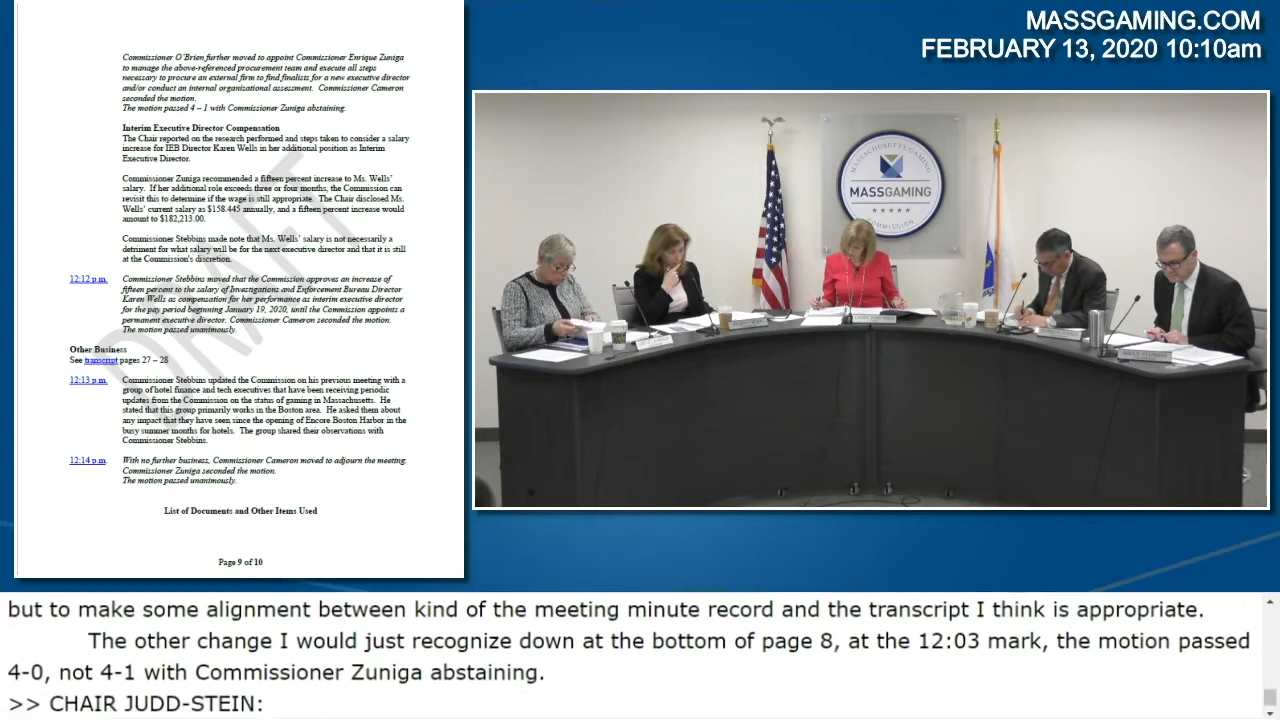 MASSGAMING.COM
FEBRUARY 13, 2020 10:10am
Commissioner O'Brien further moved to appoint Commissioner Enrique Zuniga
to manage the above-referenced procurement team and execute all steps
necessary to procure an external firm to find finalists for a new executive director
and/or conduct an internal organizational assessment. Commissioner Cameron
seconded the motion.
The motion passed 4 – 1 with Commissioner Zuniga abstaining.
Interim Executive Director Compensation
The Chair reported on the research performed and steps taken to consider a salary
increase for IEB Director Karen Wells in her additional position as Interim
Executive Director.
Commissioner Zuniga recommended a fifteen percent increase to Ms. Wells'
salary. If her additional role exceeds three or four months, the Commission can
revisit this to determine if the wage is still appropriate. The Chair disclosed Ms.
Wells' current salary as $158.445 annually, and a fifteen percent increase would
amount to $182,213.00.
Commissioner Stebbins made note that Ms. Wells' salary is not necessarily a
detriment for what salary will be for the next executive director and that it is still
at the Commission's discretion.
12:12 p.m. Commissioner Stebbins moved that the Commission approves an increase of
fifteen percent to the salary of Investigations and Enforcement Bureau Director
Karen Wells as compensation for her performance as interim executive director
for the pay period beginning January 19, 2020, until the Commission appoints a
permanent executive director. Commissioner Cameron seconded the motion.
The motion passed unanimously.
Other Business
See transcript pages 27 – 28
12:13 p.m. Commissioner Stebbins updated the Commission on his previous meeting with a
group of hotel finance and tech executives that have been receiving periodic
updates from the Commission on the status of gaming in Massachusetts. He
stated that this group primarily works in the Boston area. He asked them about
any impact that they have seen since the opening of Encore Boston Harbor in the
busy summer months for hotels. The group shared their observations with
Commissioner Stebbins.
12:14 p.m. With no further business, Commissioner Cameron moved to adjourn the meeting.
Commissioner Zuniga seconded the motion.
The motion passed unanimously.
List of Documents and Other Items Used
Page 9 of 10
DRAFT
MASSACHUSETTS GAMING
MASSGAMING
COMMISSION
but to make some alignment between kind of the meeting minute record and the transcript I think is appropriate.
The other change I would just recognize down at the bottom of page 8, at the 12:03 mark, the motion passed
4-0, not 4-1 with Commissioner Zuniga abstaining.
>> CHAIR JUDD-STEIN: